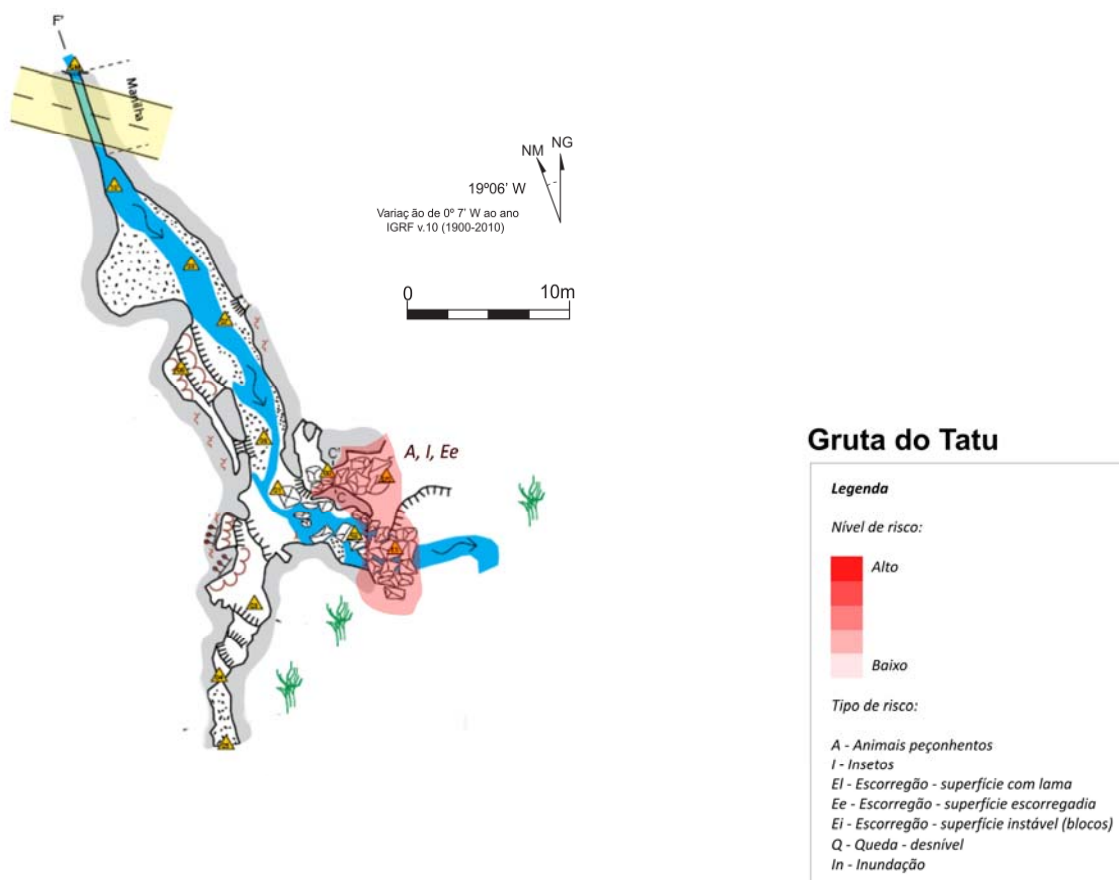 F'
Manilha
NM NG
19º06' W
Variaç ão de 0º 7' W ao ano
IGRF v.10 (1900-2010)
0 10m
C'
A, I, Ee
C
Gruta do Tatu
Legenda
Nível de risco:
Alto
Baixo
Tipo de risco:
A - Animais peçonhentos
I - Insetos
El - Escorregão - superfície com lama
Ee - Escorregão - superfície escorregadia
Ei - Escorregão - superfície instável (blocos)
Q - Queda - desnível
In - Inundação